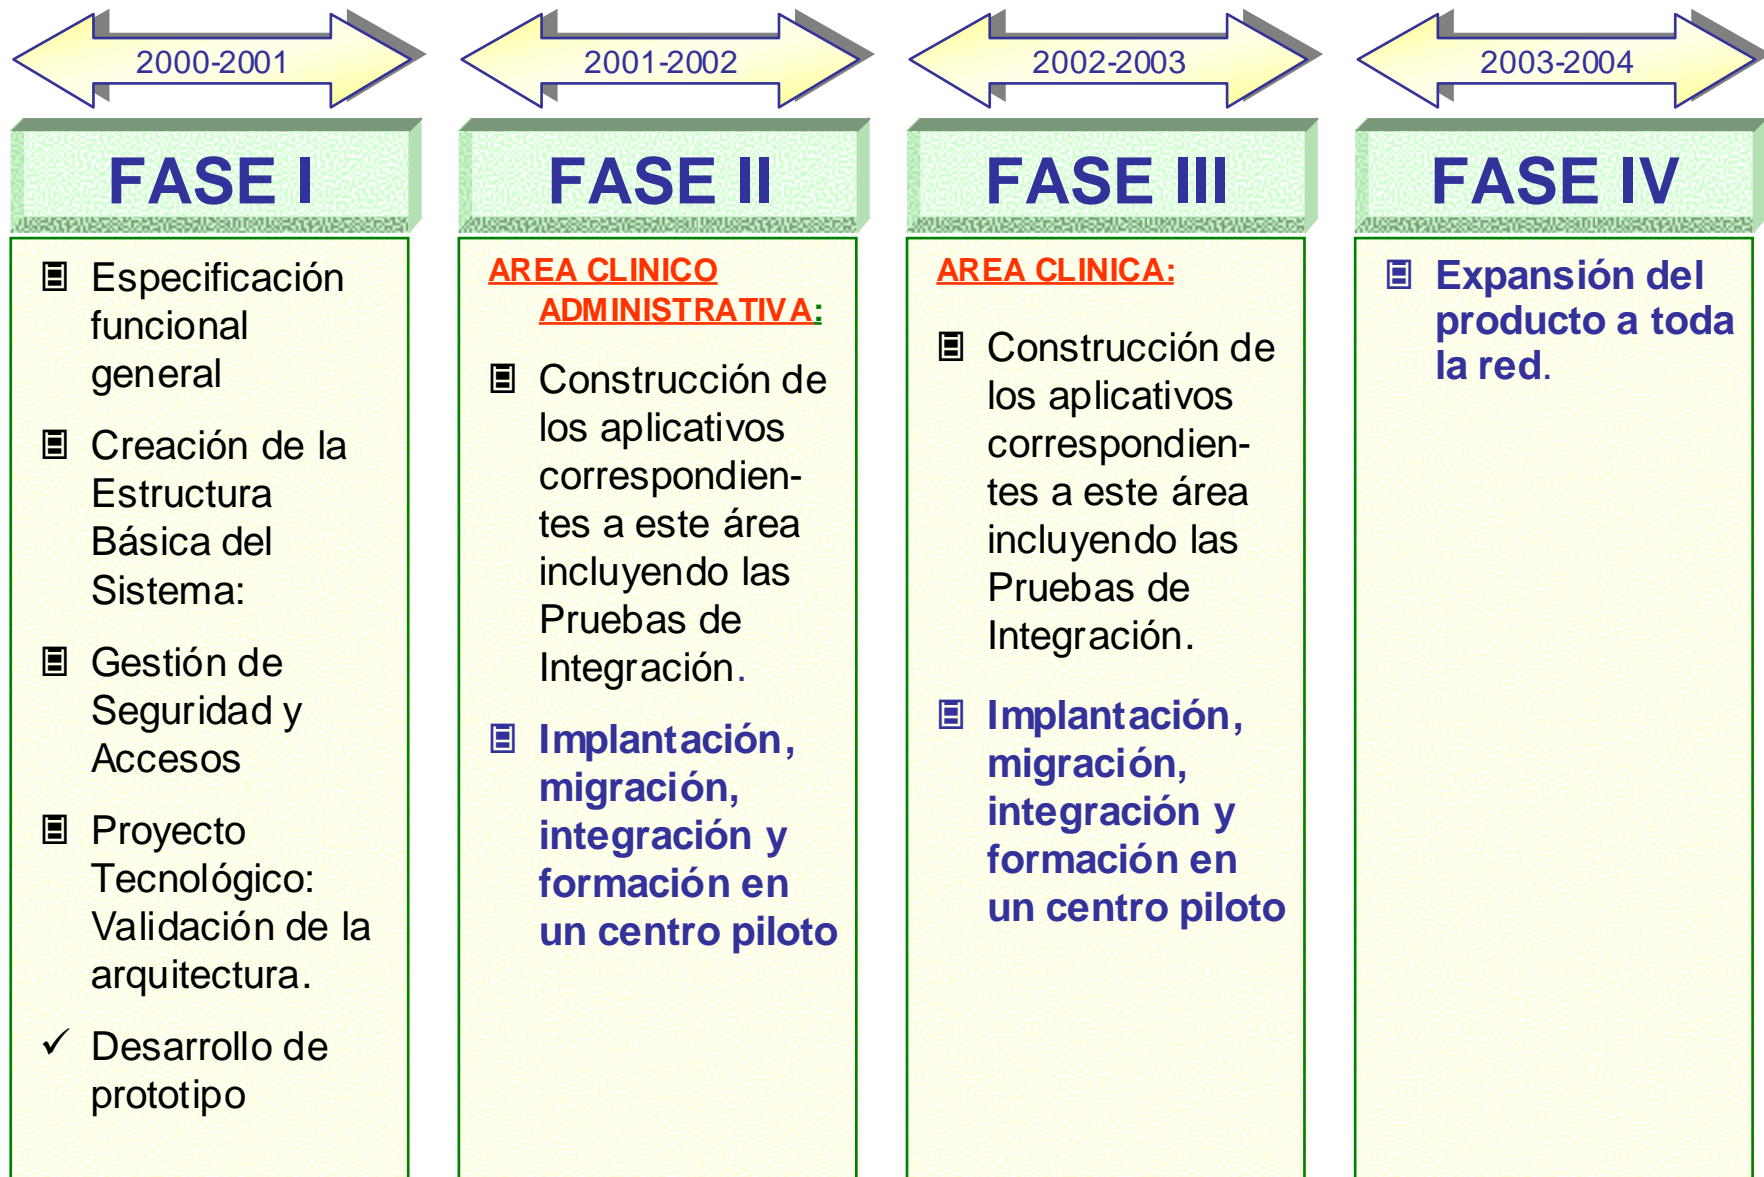 2000-2001
FASE I
Especificación
funcional
general
Creación de la
Estructura
Básica del
Sistema:
Gestión de
Seguridad y
Accesos
Proyecto
Tecnológico:
Validación de la
arquitectura.
✓ Desarrollo de
prototipo
2001-2002
FASE II
AREA CLINICO
ADMINISTRATIVA:
Construcción de
los aplicativos
correspondien-
tes a este área
incluyendo las
Pruebas de
Integración.
Implantación,
migración,
integración y
formación en
un centro piloto
2002-2003
FASE III
AREA CLINICA:
Construcción de
los aplicativos
correspondien-
tes a este área
incluyendo las
Pruebas de
Integración.
Implantación,
migración,
integración y
formación en
un centro piloto
2003-2004
FASE IV
Expansión del
producto a toda
la red.